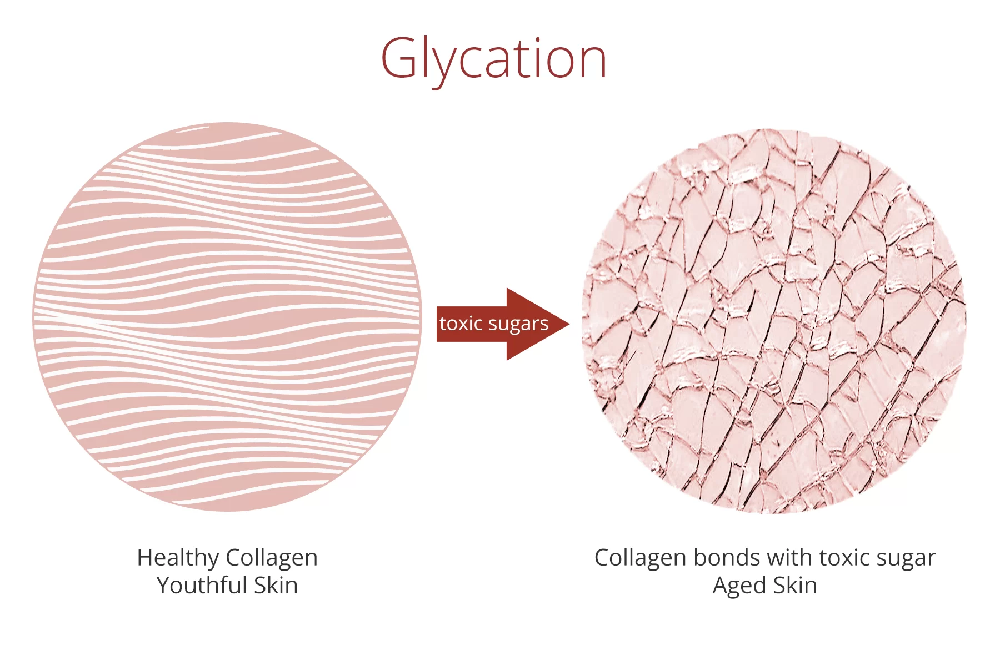 Glycation
toxic sugars
Healthy Collagen
Youthful Skin
Collagen bonds with toxic sugar
Aged Skin